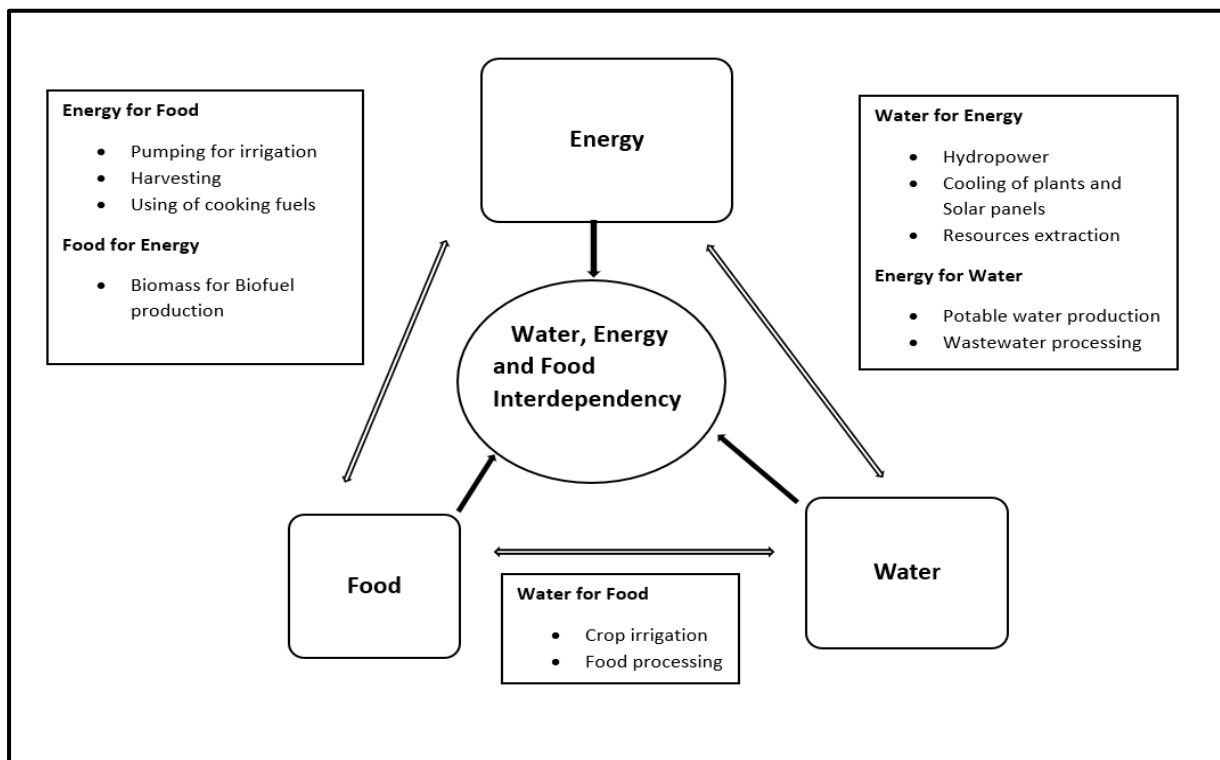 Energy
Energy for Food
• Pumping for irrigation
• Harvesting
• Using of cooking fuels
Food for Energy
• Biomass for Biofuel
production
Water for Energy
• Hydropower
• Cooling of plants and
Solar panels
• Resources extraction
Energy for Water
• Potable water production
• Wastewater processing
Water, Energy
and Food
Interdependency
Food
Water for Food
• Crop irrigation
• Food processing
Water